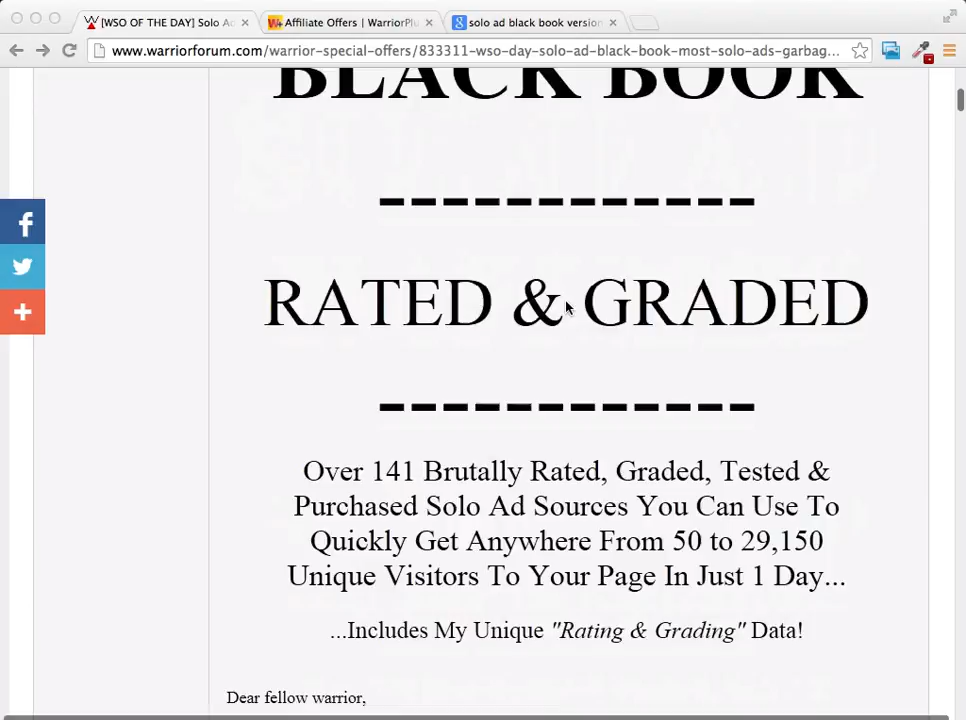 [WSO OF THE DAY] Solo Ad
Affiliate Offers | WarriorPlu
solo ad black book version
www.warriorforum.com/warrior-special-offers/833311-wso-day-solo-ad-black-book-most-solo-ads-garbag...
BLACK BOOK
------------
RATED & GRADED
------------
Over 141 Brutally Rated, Graded, Tested &
Purchased Solo Ad Sources You Can Use To
Quickly Get Anywhere From 50 to 29,150
Unique Visitors To Your Page In Just 1 Day...
...Includes My Unique "Rating & Grading" Data!
Dear fellow warrior,